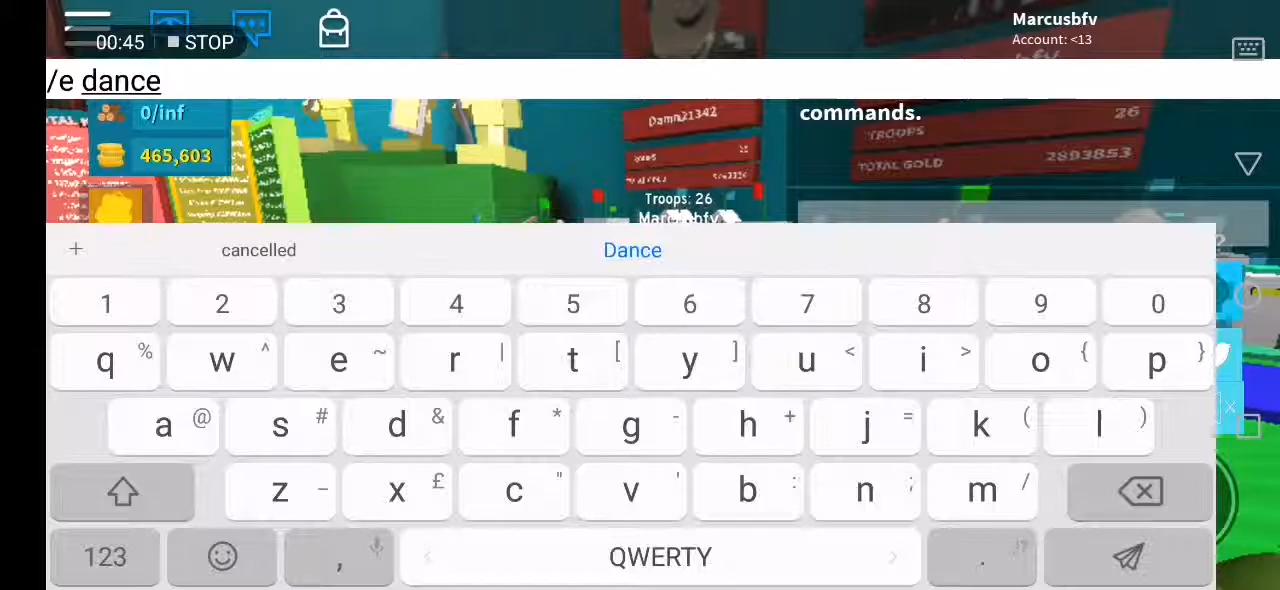 Marcusbfv
00:45 STOP
Account: <13
/e dance
0/inf
commands.
Damn21342
26
TROOPS
465,603
TOTAL GOLD 2893853
Troops: 26
Marcusbfv
+ cancelled Dance
1 2 3 4 5 6 7 8 9 0
q % w ^ e ~ r | t [ y ] u < i > o { p }
a @ s # d & f * g - h + j = k ( l )
z _ x £ c " v ' b : n ; m /
123 , QWERTY . !?